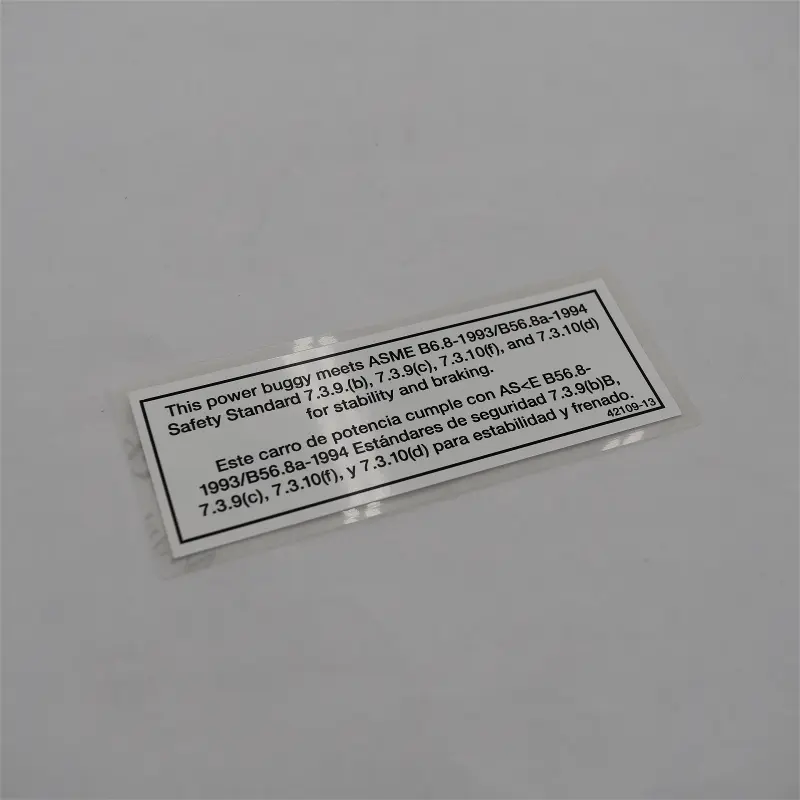 This power buggy meets ASME B6.8-1993/B56.8a-1994
Safety Standard 7.3.9.(b), 7.3.9(c), 7.3.10(f), and 7.3.10(d)
for stability and braking.
Este carro de potencia cumple con AS<E B56.8-
1993/B56.8a-1994 Estándares de seguridad 7.3.9(b)B,
7.3.9(c), 7.3.10(f), y 7.3.10(d) para estabilidad y frenado.
42109-13